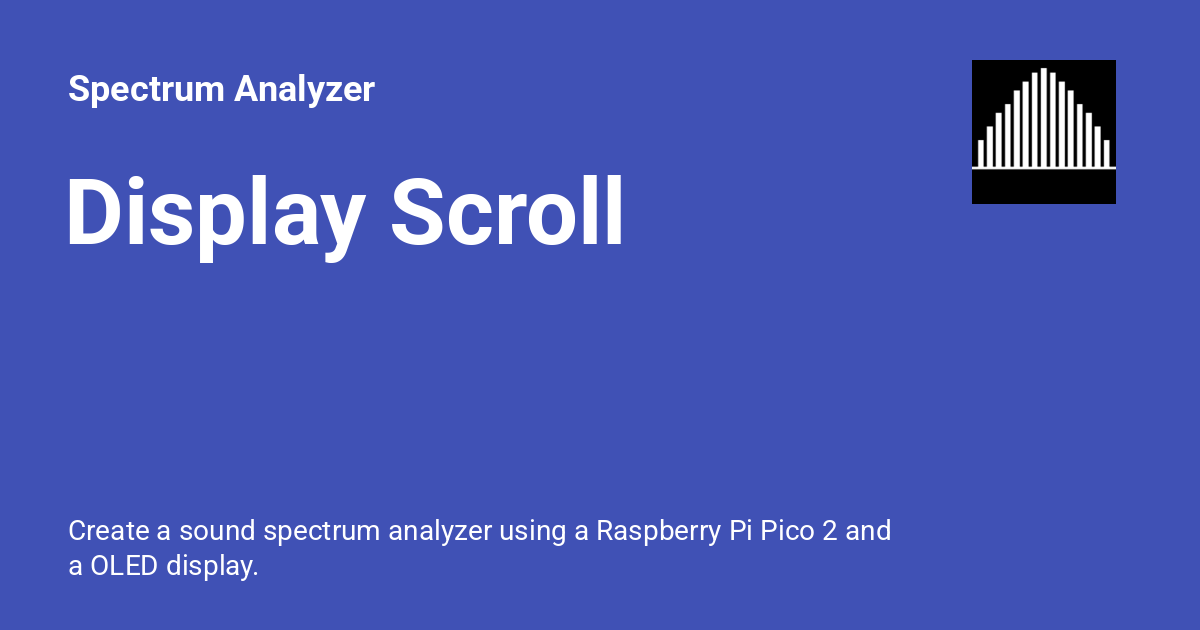 Spectrum Analyzer
Display Scroll
Create a sound spectrum analyzer using a Raspberry Pi Pico 2 and
a OLED display.